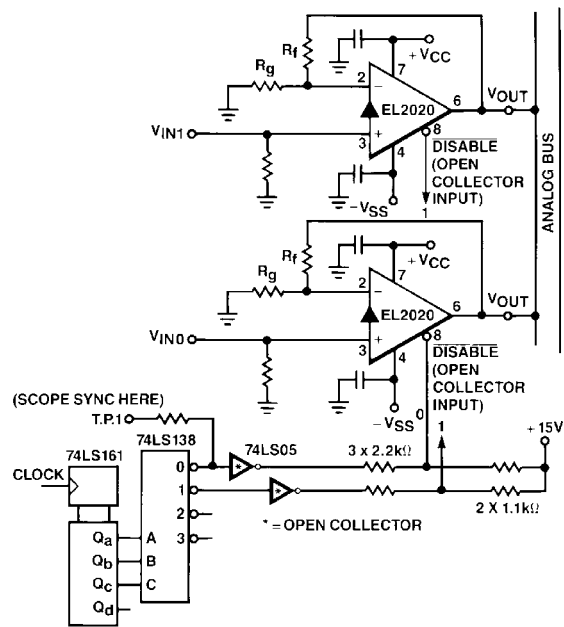 Rf
Rg
2
−
7
+VCC
EL2020
6
VOUT
VIN1
3
+
4
8
DISABLE
(OPEN
COLLECTOR
INPUT)
1
−VSS
ANALOG BUS
Rf
Rg
2
−
7
+VCC
EL2020
6
VOUT
VIN0
3
+
4
8
DISABLE
(OPEN
COLLECTOR
INPUT)
−VSS
0
(SCOPE SYNC HERE)
T.P.1
74LS161
74LS138
74LS05
3 x 2.2kΩ
1
+15V
CLOCK
0
*
1
*
2 X 1.1kΩ
2
3
* = OPEN COLLECTOR
Qa
A
Qb
B
Qc
C
Qd